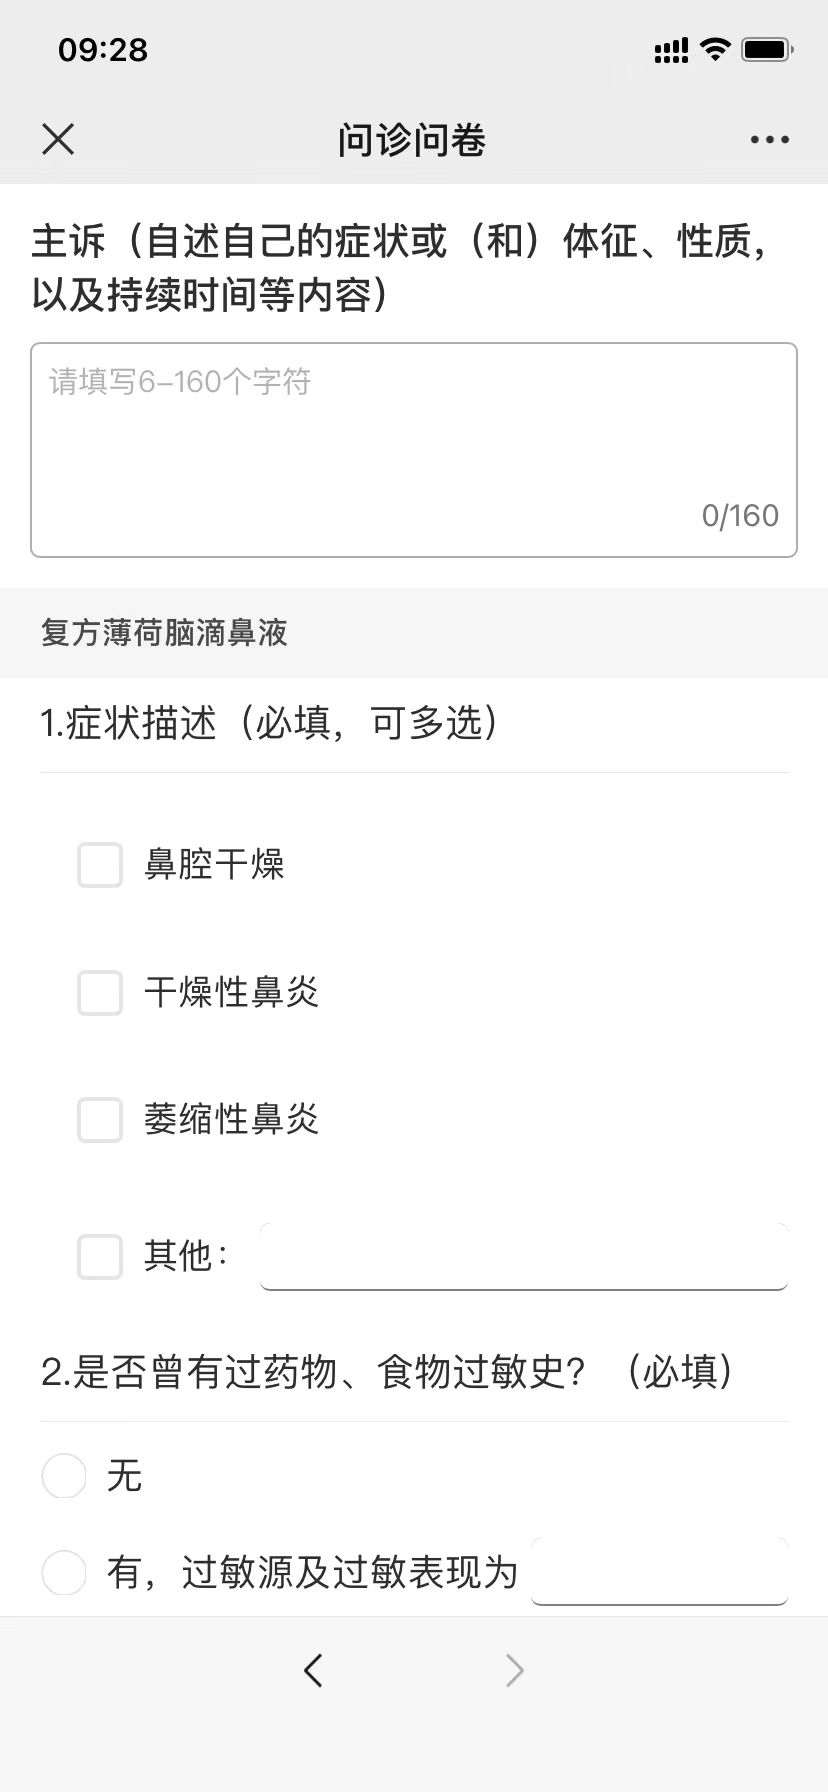 09:28
问诊问卷
主诉（自述自己的症状或（和）体征、性质，
以及持续时间等内容）
请填写6-160个字符
0/160
复方薄荷脑滴鼻液
1.症状描述（必填，可多选）
鼻腔干燥
干燥性鼻炎
萎缩性鼻炎
其他：
2.是否曾有过药物、食物过敏史？（必填）
无
有，过敏源及过敏表现为